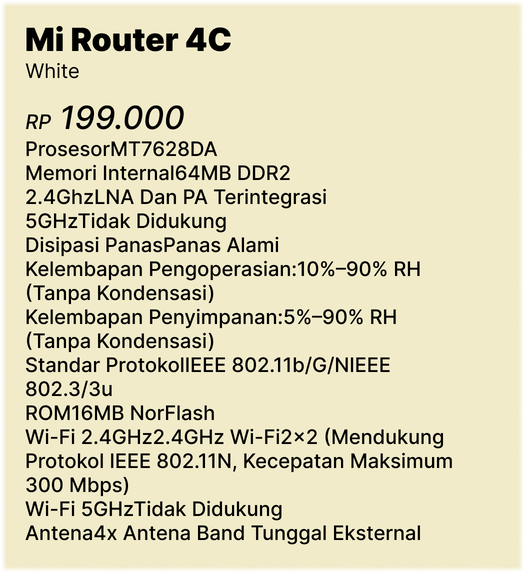 Mi Router 4C
White
RP 199.000
ProsesorMT7628DA
Memori Internal64MB DDR2
2.4GhzLNA Dan PA Terintegrasi
5GHzTidak Didukung
Disipasi PanasPanas Alami
Kelembapan Pengoperasian:10%–90% RH
(Tanpa Kondensasi)
Kelembapan Penyimpanan:5%–90% RH
(Tanpa Kondensasi)
Standar ProtokolIEEE 802.11b/G/NIEEE
802.3/3u
ROM16MB NorFlash
Wi-Fi 2.4GHz2.4GHz Wi-Fi2×2 (Mendukung
Protokol IEEE 802.11N, Kecepatan Maksimum
300 Mbps)
Wi-Fi 5GHzTidak Didukung
Antena4x Antena Band Tunggal Eksternal